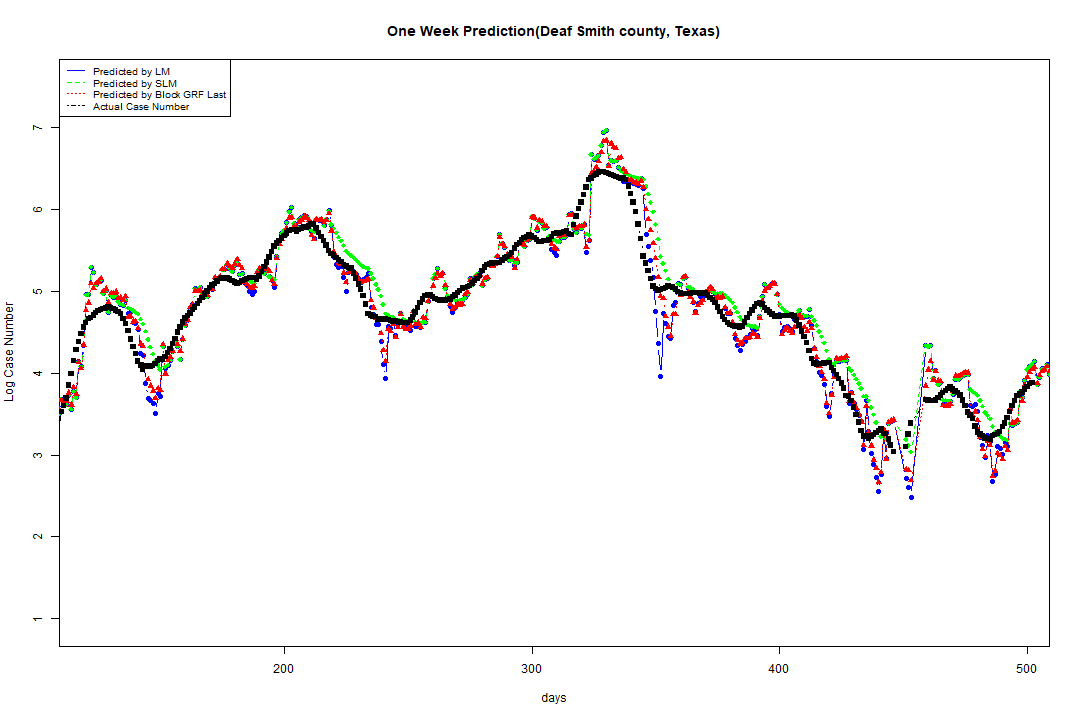 One Week Prediction(Deaf Smith county, Texas)
Predicted by LM
Predicted by SLM
Predicted by Block GRF Last
Actual Case Number
7
6
5
4
3
2
1
Log Case Number
200 300 400 500
days